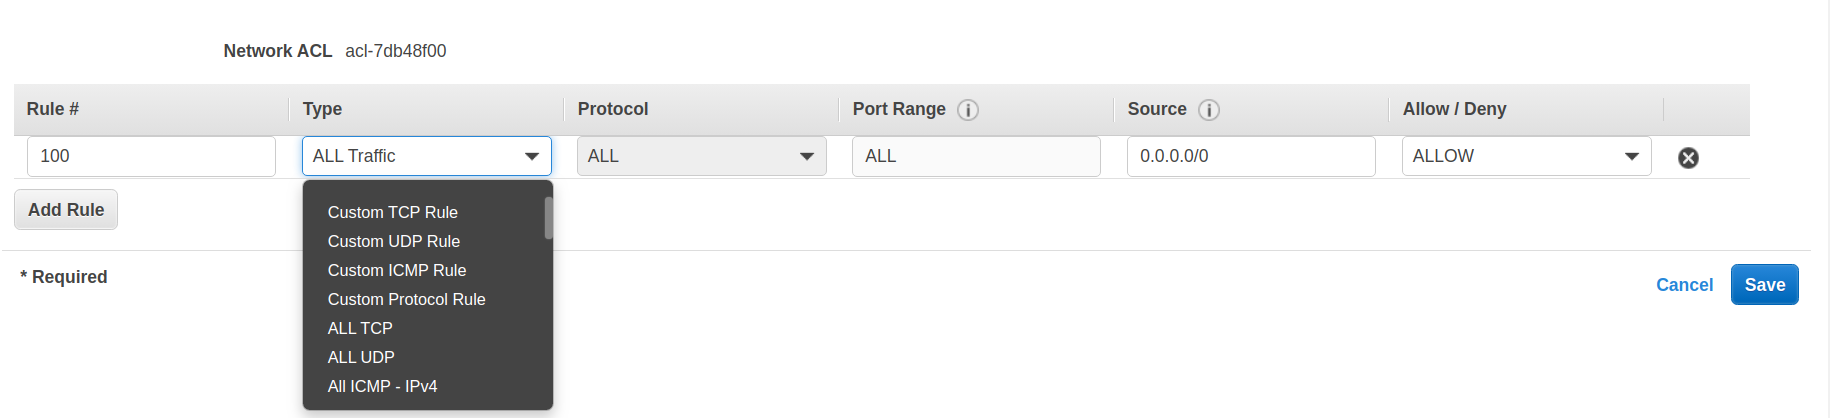 Network ACL acl-7db48f00
Rule # Type Protocol Port Range i Source i Allow / Deny
100 ALL Traffic ALL ALL 0.0.0.0/0 ALLOW
Add Rule
Custom TCP Rule
Custom UDP Rule
Custom ICMP Rule
Custom Protocol Rule
ALL TCP
ALL UDP
All ICMP - IPv4
* Required
Cancel Save